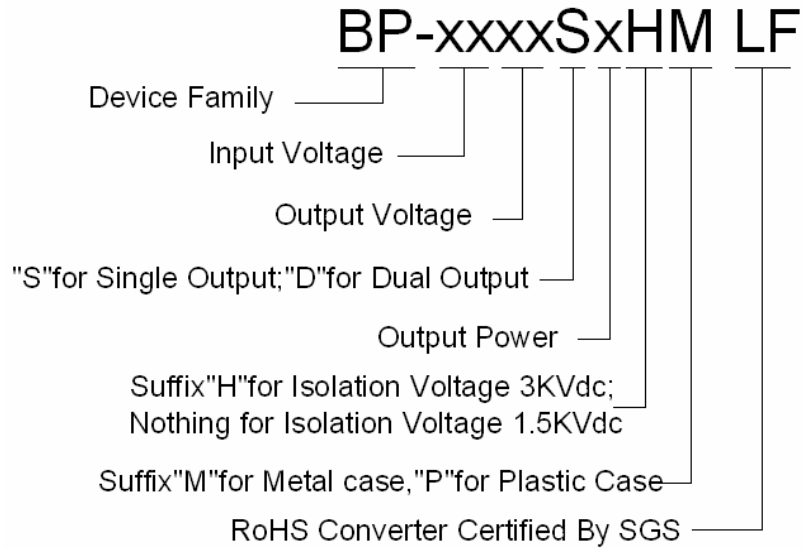 BP-xxxxSxHM LF
Device Family
Input Voltage
Output Voltage
"S"for Single Output;"D"for Dual Output
Output Power
Suffix"H"for Isolation Voltage 3KVdc;
Nothing for Isolation Voltage 1.5KVdc
Suffix"M"for Metal case,"P"for Plastic Case
RoHS Converter Certified By SGS